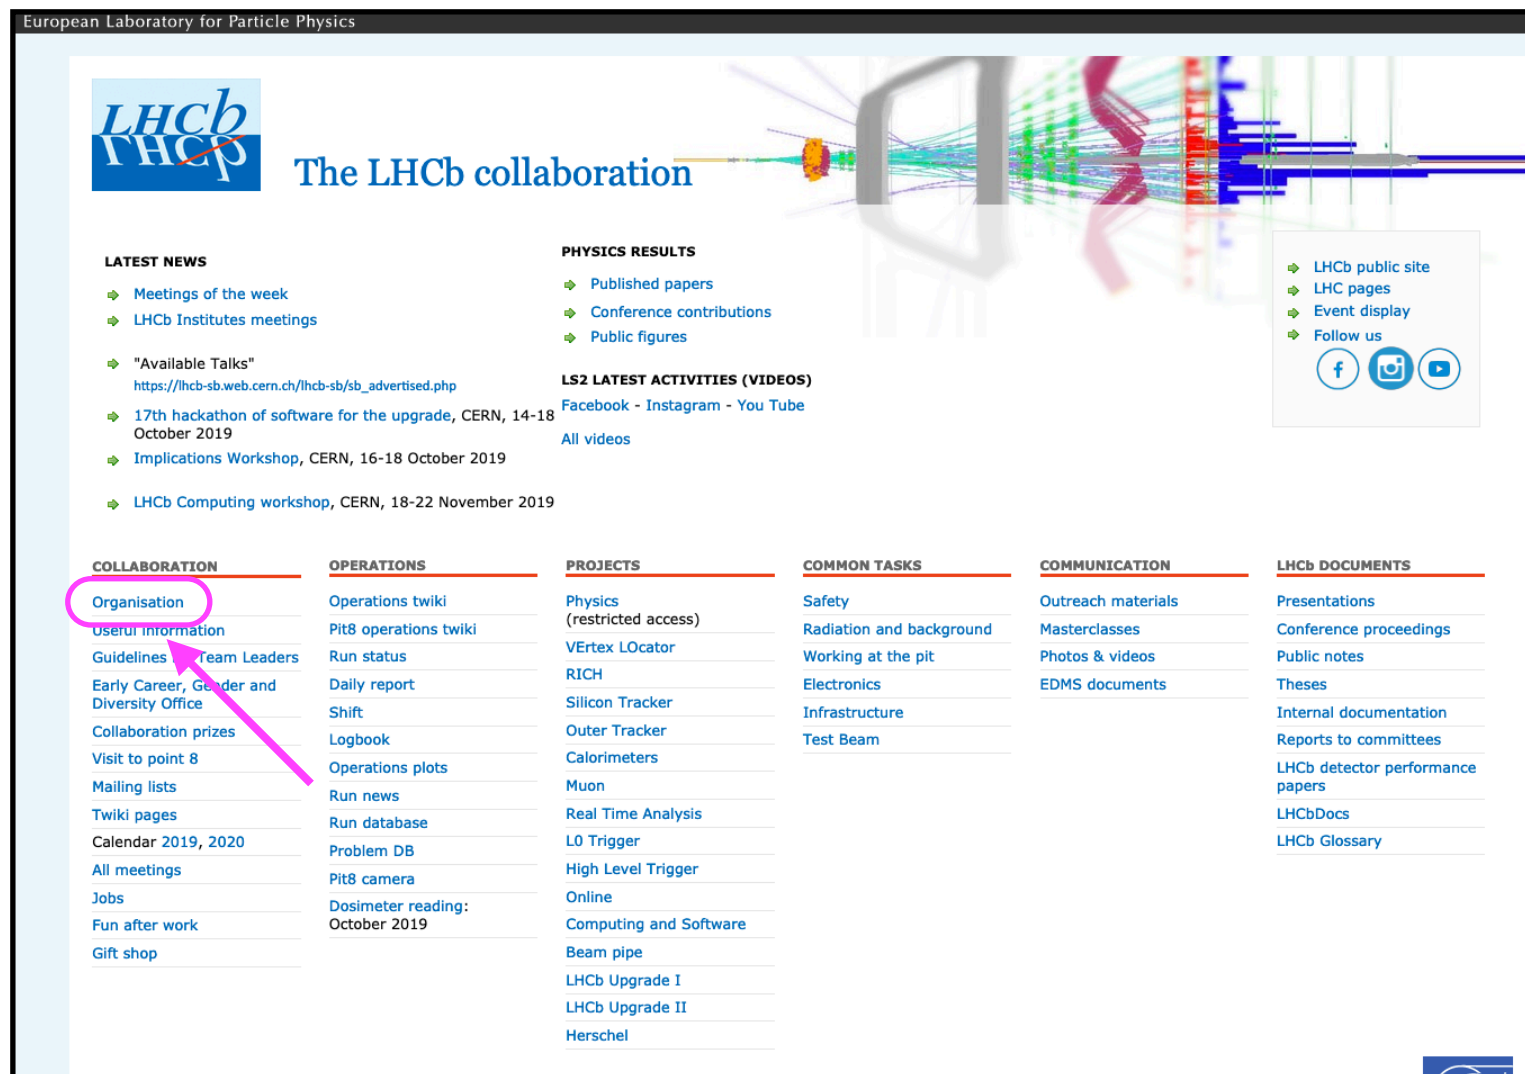 European Laboratory for Particle Physics
LHCb
LHCb
The LHCb collaboration
LATEST NEWS
Meetings of the week
LHCb Institutes meetings
"Available Talks"
https://lhcb-sb.web.cern.ch/lhcb-sb/sb_advertised.php
17th hackathon of software for the upgrade, CERN, 14-18
October 2019
Implications Workshop, CERN, 16-18 October 2019
LHCb Computing workshop, CERN, 18-22 November 2019
PHYSICS RESULTS
Published papers
Conference contributions
Public figures
LS2 LATEST ACTIVITIES (VIDEOS)
Facebook - Instagram - You Tube
All videos
LHCb public site
LHC pages
Event display
Follow us
COLLABORATION
Organisation
Useful information
Guidelines Team Leaders
Early Career, Gender and
Diversity Office
Collaboration prizes
Visit to point 8
Mailing lists
Twiki pages
Calendar 2019, 2020
All meetings
Jobs
Fun after work
Gift shop
OPERATIONS
Operations twiki
Pit8 operations twiki
Run status
Daily report
Shift
Logbook
Operations plots
Run news
Run database
Problem DB
Pit8 camera
Dosimeter reading:
October 2019
PROJECTS
Physics
(restricted access)
VErtex LOcator
RICH
Silicon Tracker
Outer Tracker
Calorimeters
Muon
Real Time Analysis
L0 Trigger
High Level Trigger
Online
Computing and Software
Beam pipe
LHCb Upgrade I
LHCb Upgrade II
Herschel
COMMON TASKS
Safety
Radiation and background
Working at the pit
Electronics
Infrastructure
Test Beam
COMMUNICATION
Outreach materials
Masterclasses
Photos & videos
EDMS documents
LHCb DOCUMENTS
Presentations
Conference proceedings
Public notes
Theses
Internal documentation
Reports to committees
LHCb detector performance
papers
LHCbDocs
LHCb Glossary